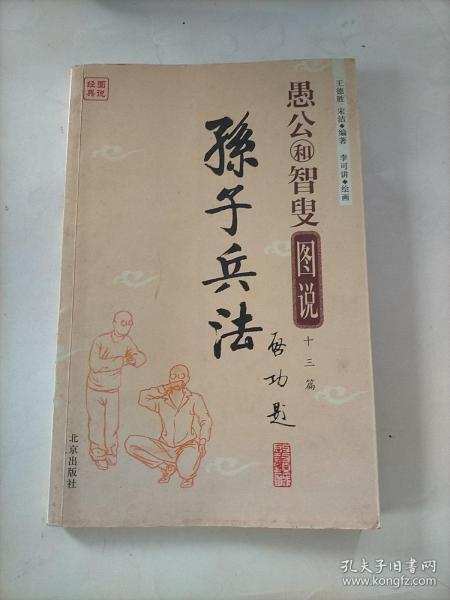 图说
经典
王德胜 宋洁◆编著 李可讲◆绘画
愚公和智叟
图说
十三篇
孫子兵法
启功题
北京出版社
孔夫子旧书网
www.kongfz.com